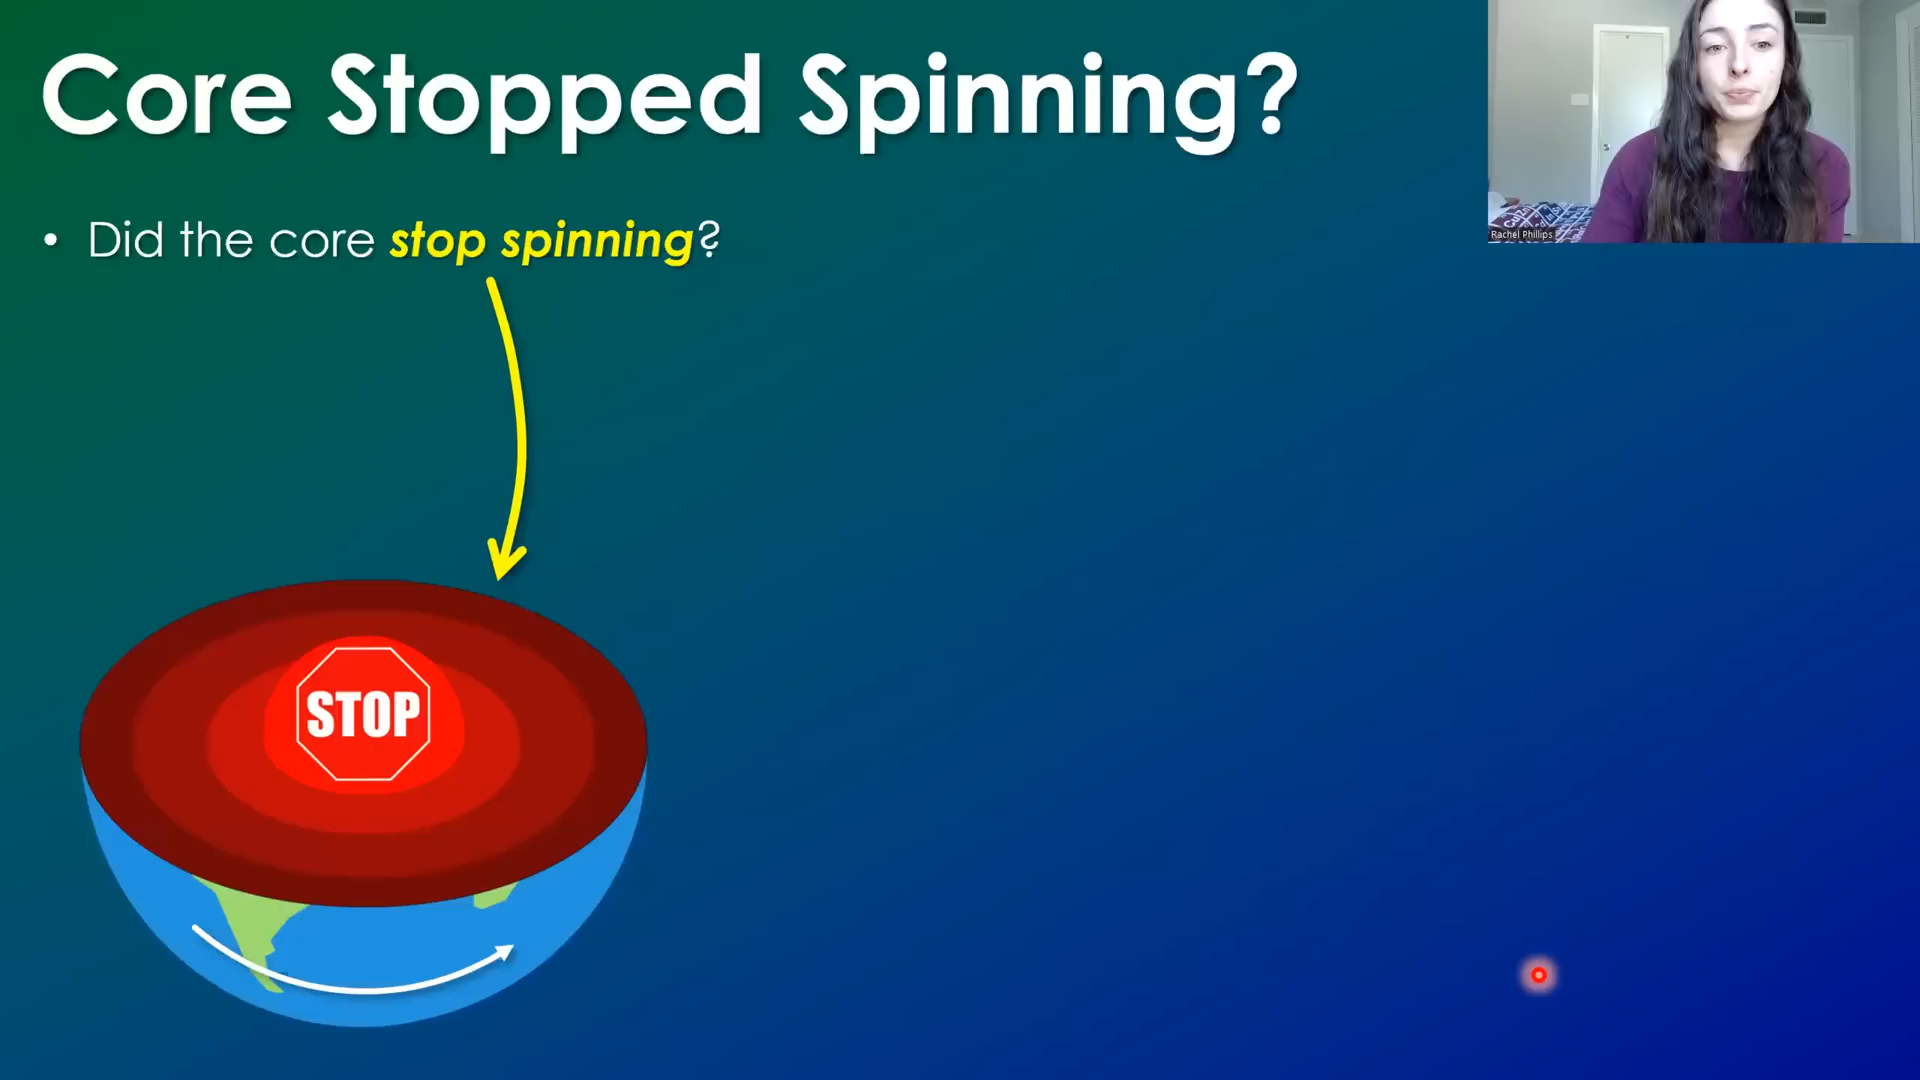 Core Stopped Spinning?
Rachel Phillips
• Did the core stop spinning?
STOP